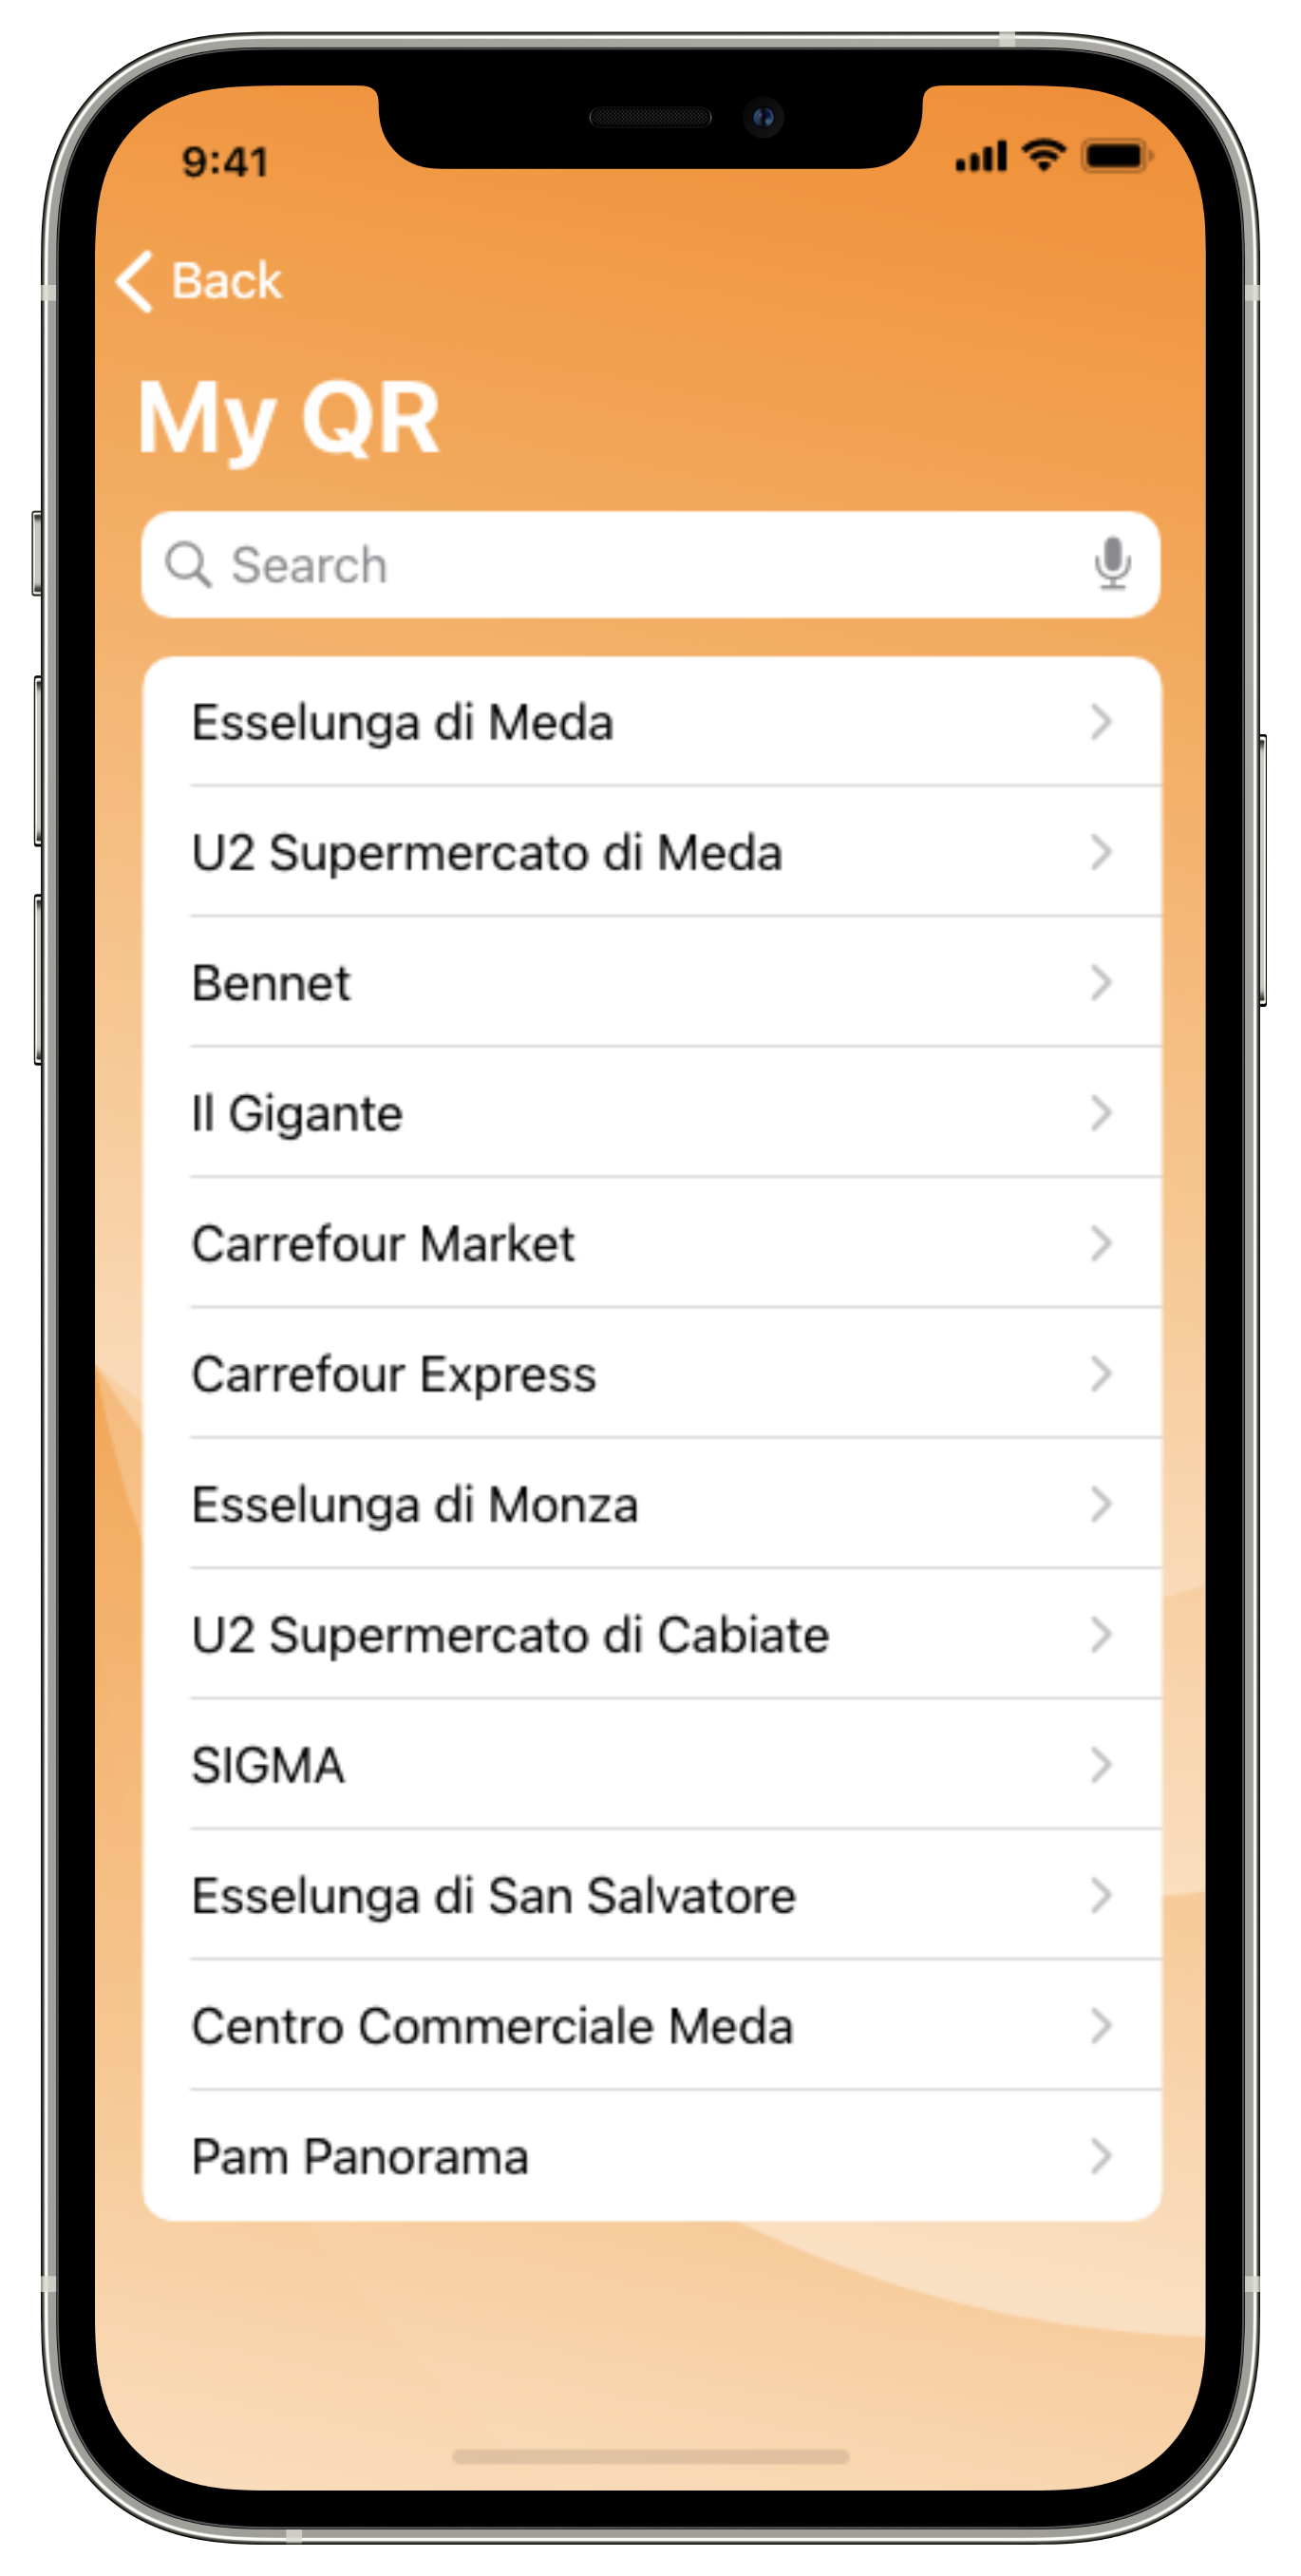 9:41
Back
My QR
Search
Esselunga di Meda
U2 Supermercato di Meda
Bennet
Il Gigante
Carrefour Market
Carrefour Express
Esselunga di Monza
U2 Supermercato di Cabiate
SIGMA
Esselunga di San Salvatore
Centro Commerciale Meda
Pam Panorama